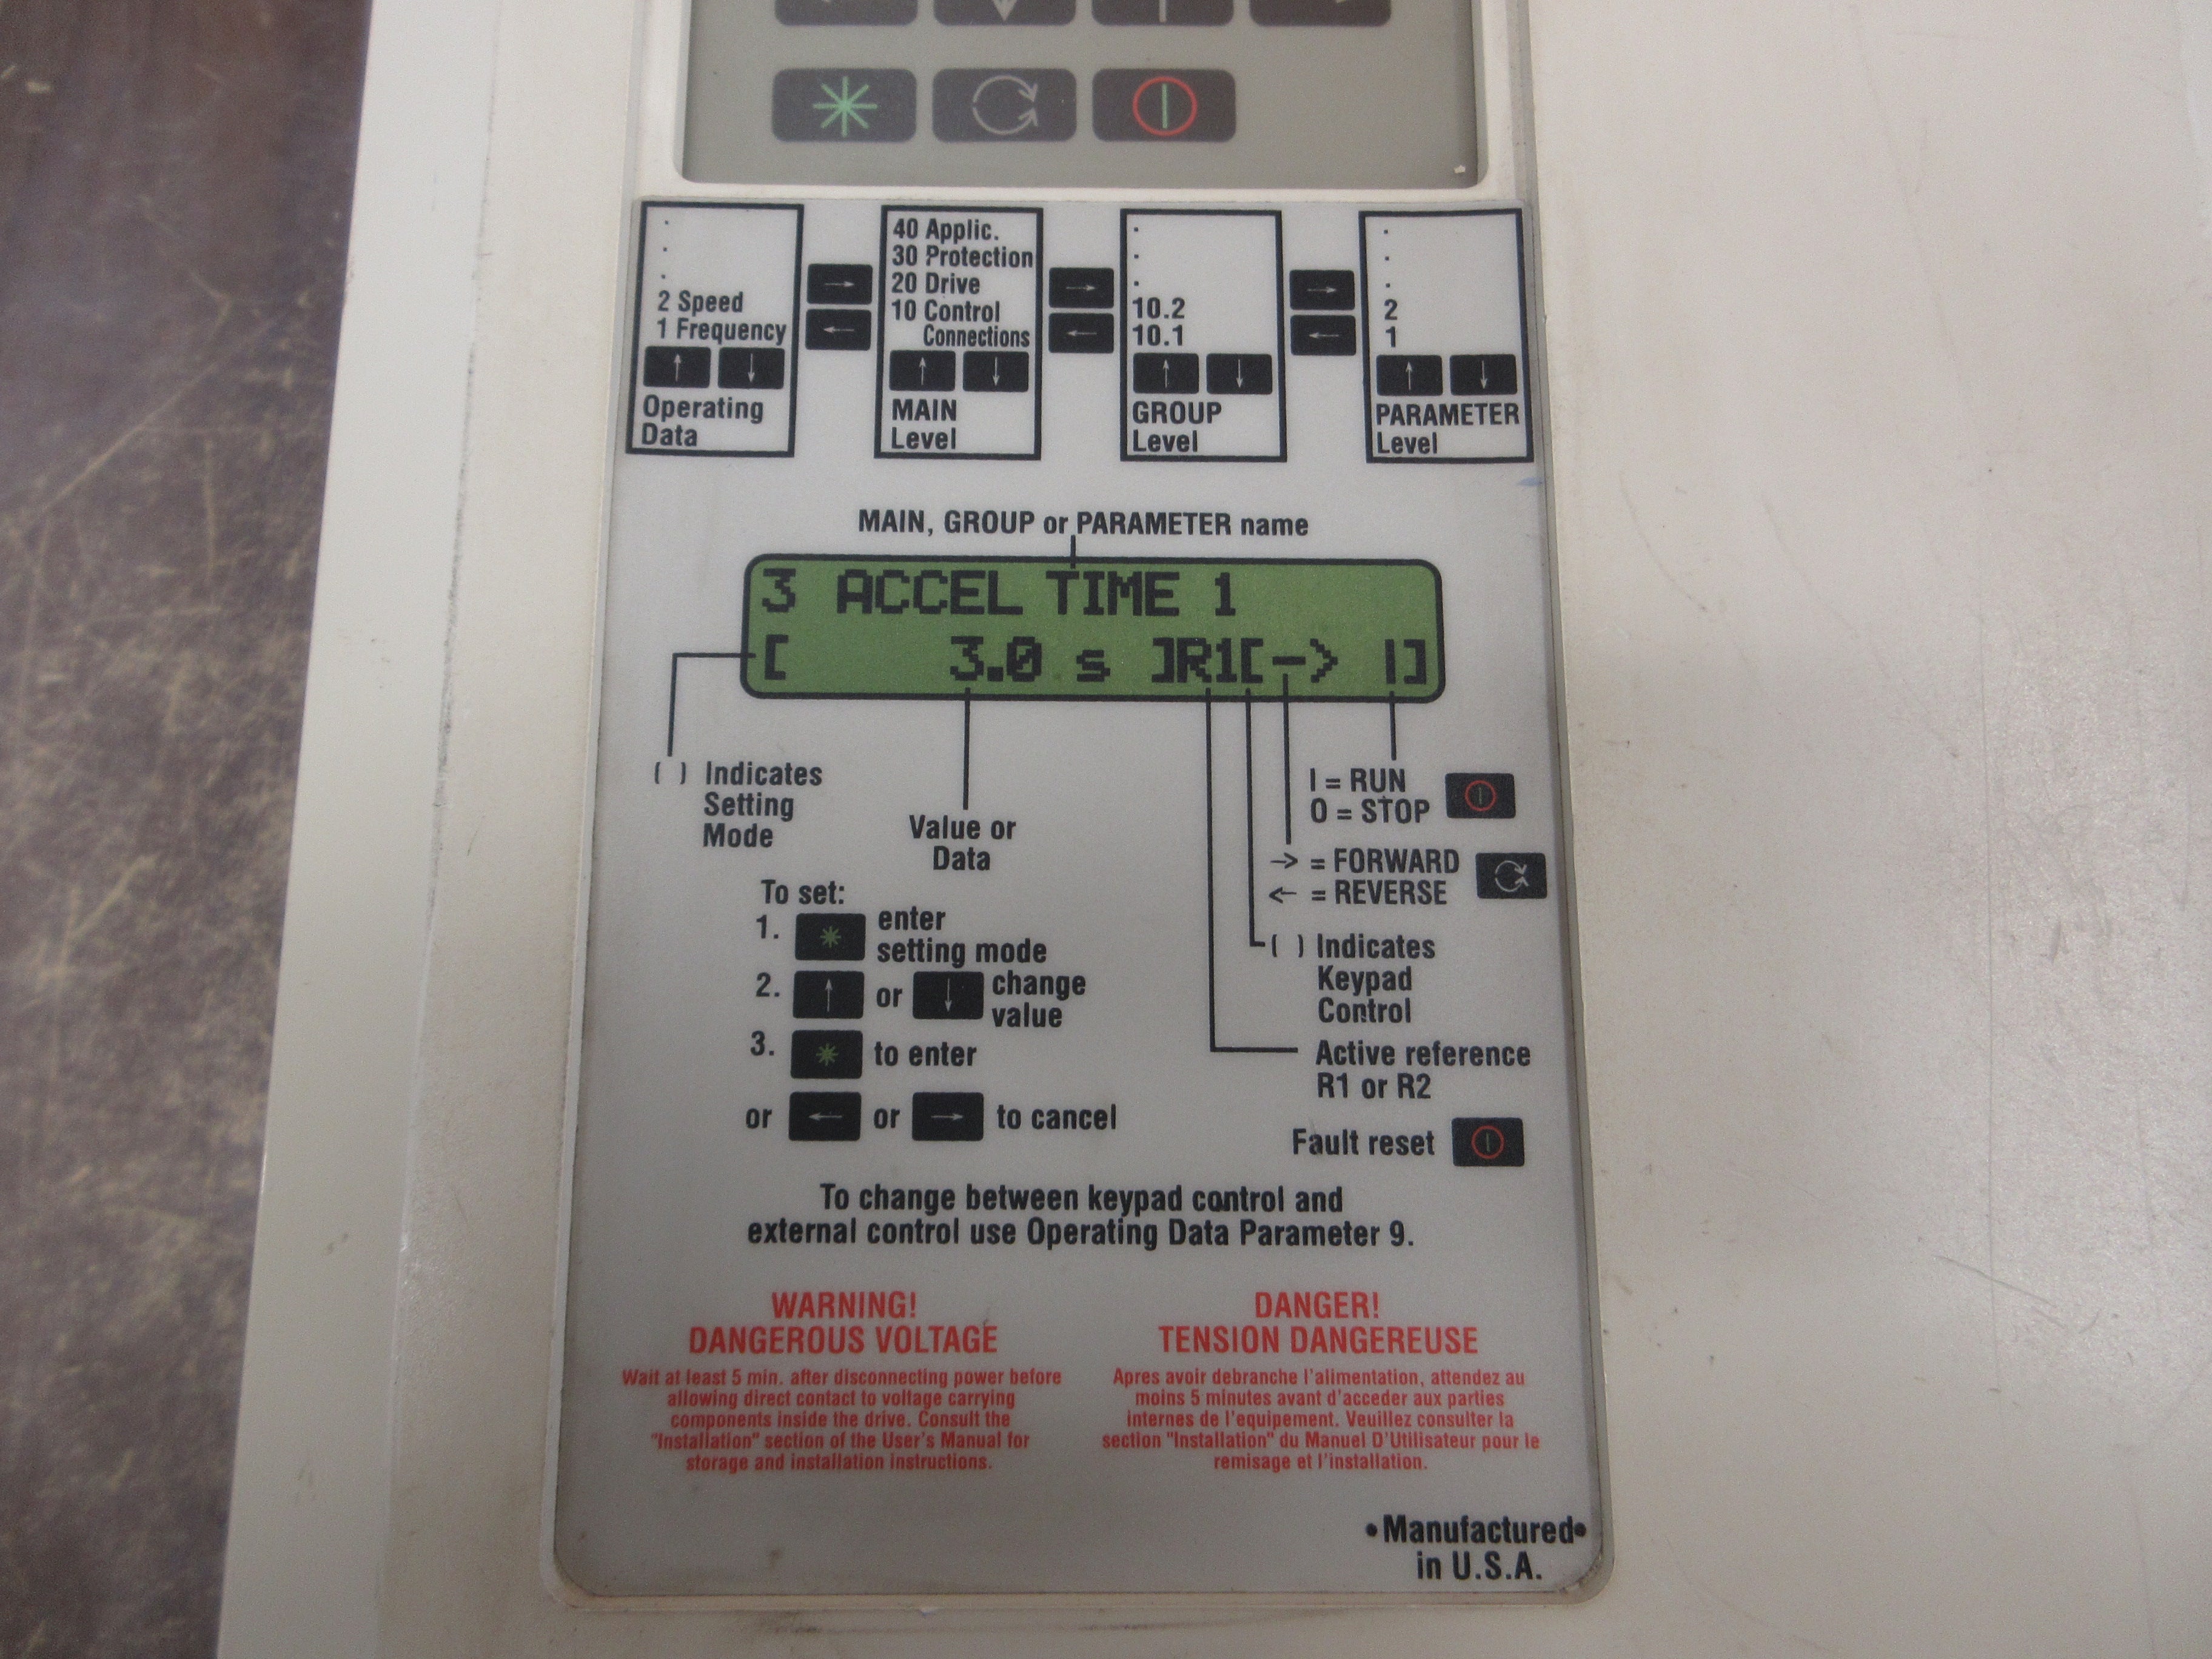 2 Speed
1 Frequency
Operating
Data
40 Applic.
30 Protection
20 Drive
10 Control
Connections
MAIN
Level
10.2
10.1
GROUP
Level
2
1
PARAMETER
Level
MAIN, GROUP or PARAMETER name
3 ACCEL TIME 1
[ 3.0 s ]R1[-> I]
( ) Indicates
Setting
Mode
Value or
Data
I = RUN
O = STOP
-> = FORWARD
<- = REVERSE
( ) Indicates
Keypad
Control
Active reference
R1 or R2
Fault reset
To set:
1. enter
setting mode
2. or change
value
3. to enter
or or to cancel
To change between keypad control and
external control use Operating Data Parameter 9.
WARNING!
DANGEROUS VOLTAGE
Wait at least 5 min. after disconnecting power before
allowing direct contact to voltage carrying
components inside the drive. Consult the
"Installation" section of the User's Manual for
storage and installation instructions.
DANGER!
TENSION DANGEREUSE
Apres avoir debranche l'alimentation, attendez au
moins 5 minutes avant d'acceder aux parties
internes de l'equipement. Veuillez consulter la
section "Installation" du Manuel D'Utilisateur pour le
remisage et l'installation.
•Manufactured•
in U.S.A.